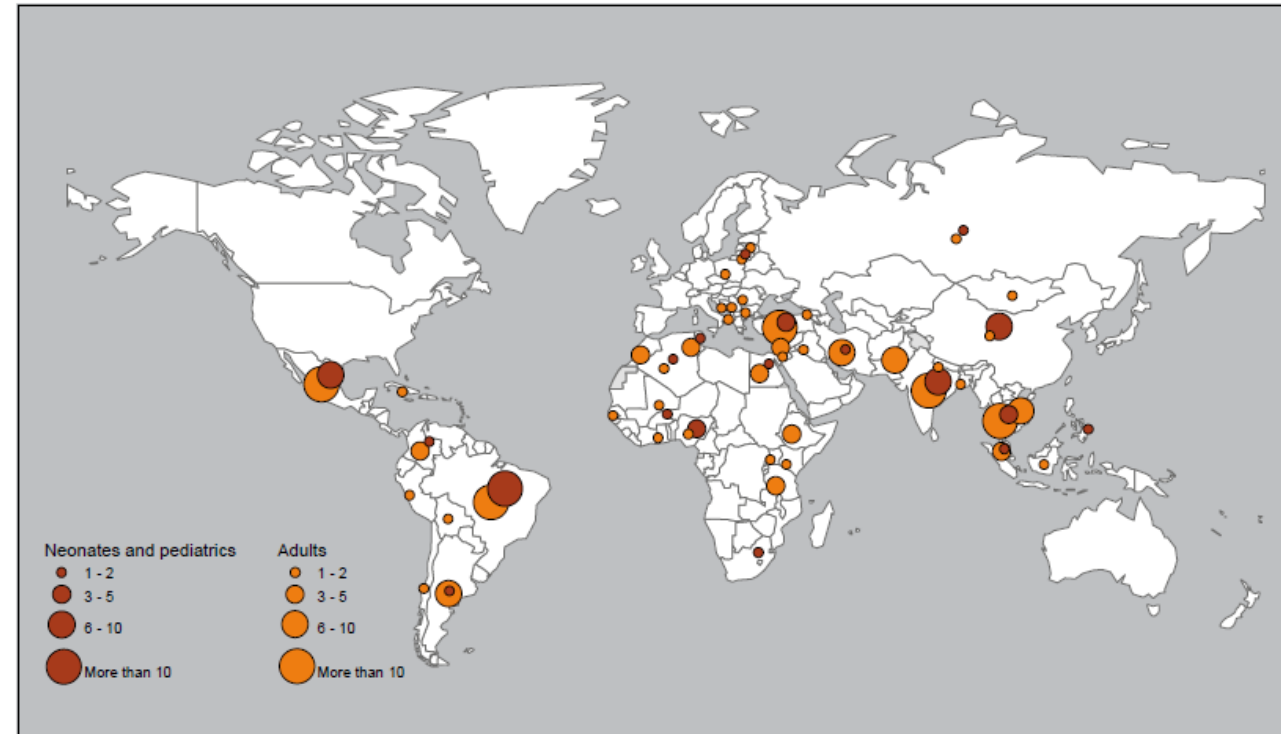 Neonates and pediatrics
1 - 2
3 - 5
6 - 10
More than 10
Adults
1 - 2
3 - 5
6 - 10
More than 10